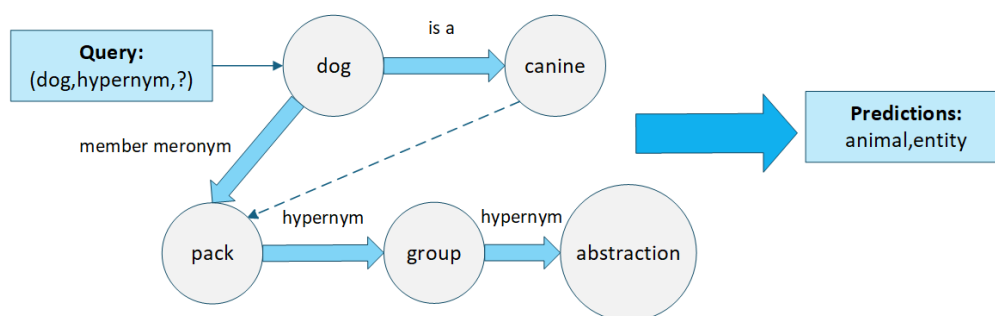 is a
Query:
(dog,hypernym,?)
dog
canine
Predictions:
animal,entity
member meronym
hypernym
hypernym
pack
group
abstraction